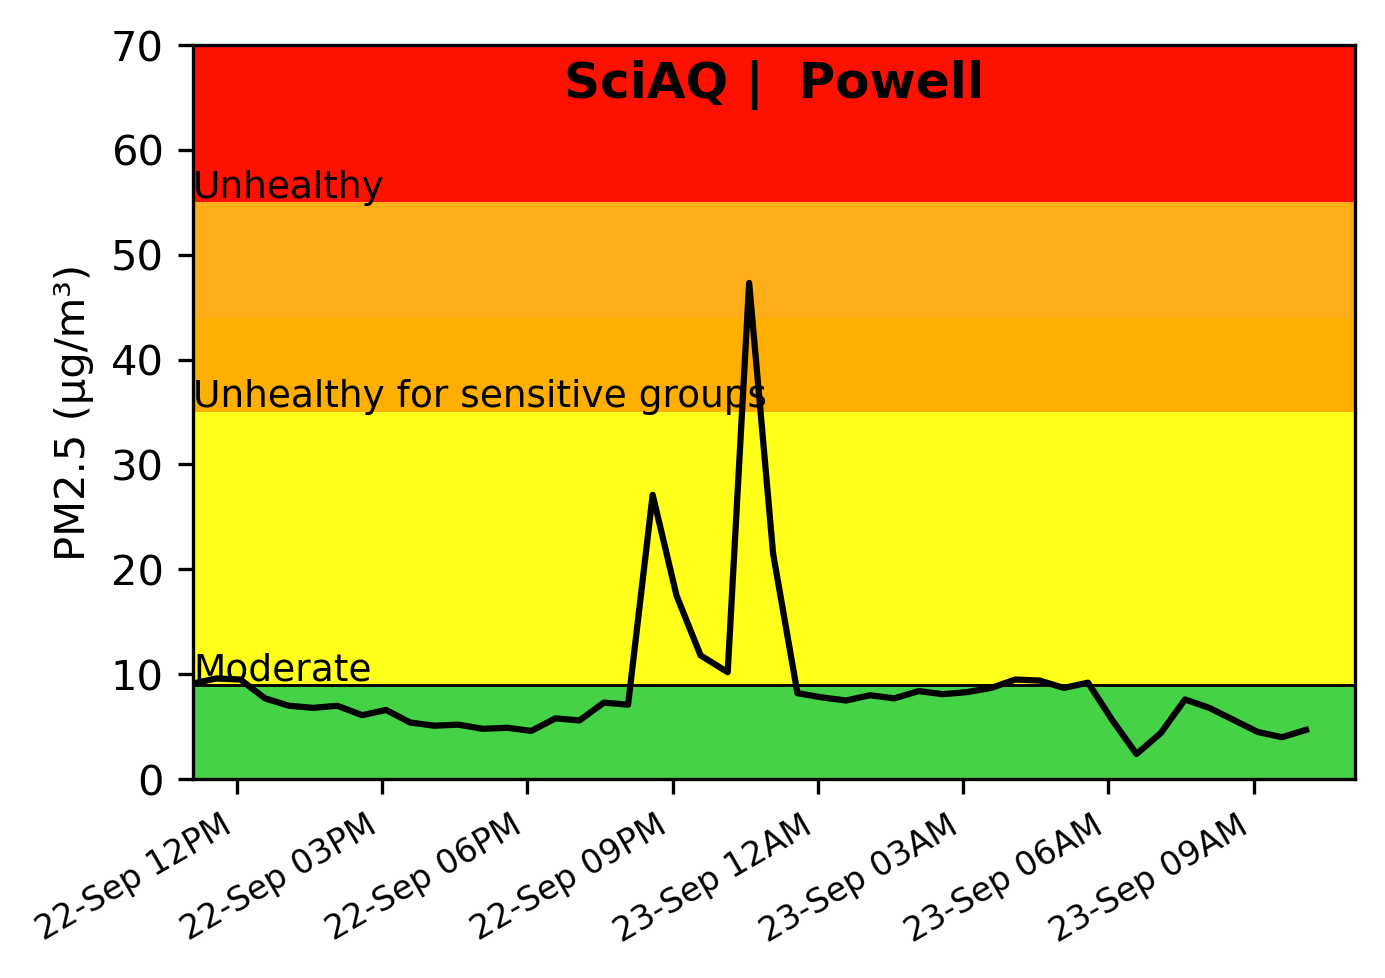 SciAQ | Powell
70
60
50
40
30
20
10
0
PM2.5 (µg/m³)
Unhealthy
Unhealthy for sensitive groups
Moderate
22-Sep 12PM
22-Sep 03PM
22-Sep 06PM
22-Sep 09PM
23-Sep 12AM
23-Sep 03AM
23-Sep 06AM
23-Sep 09AM